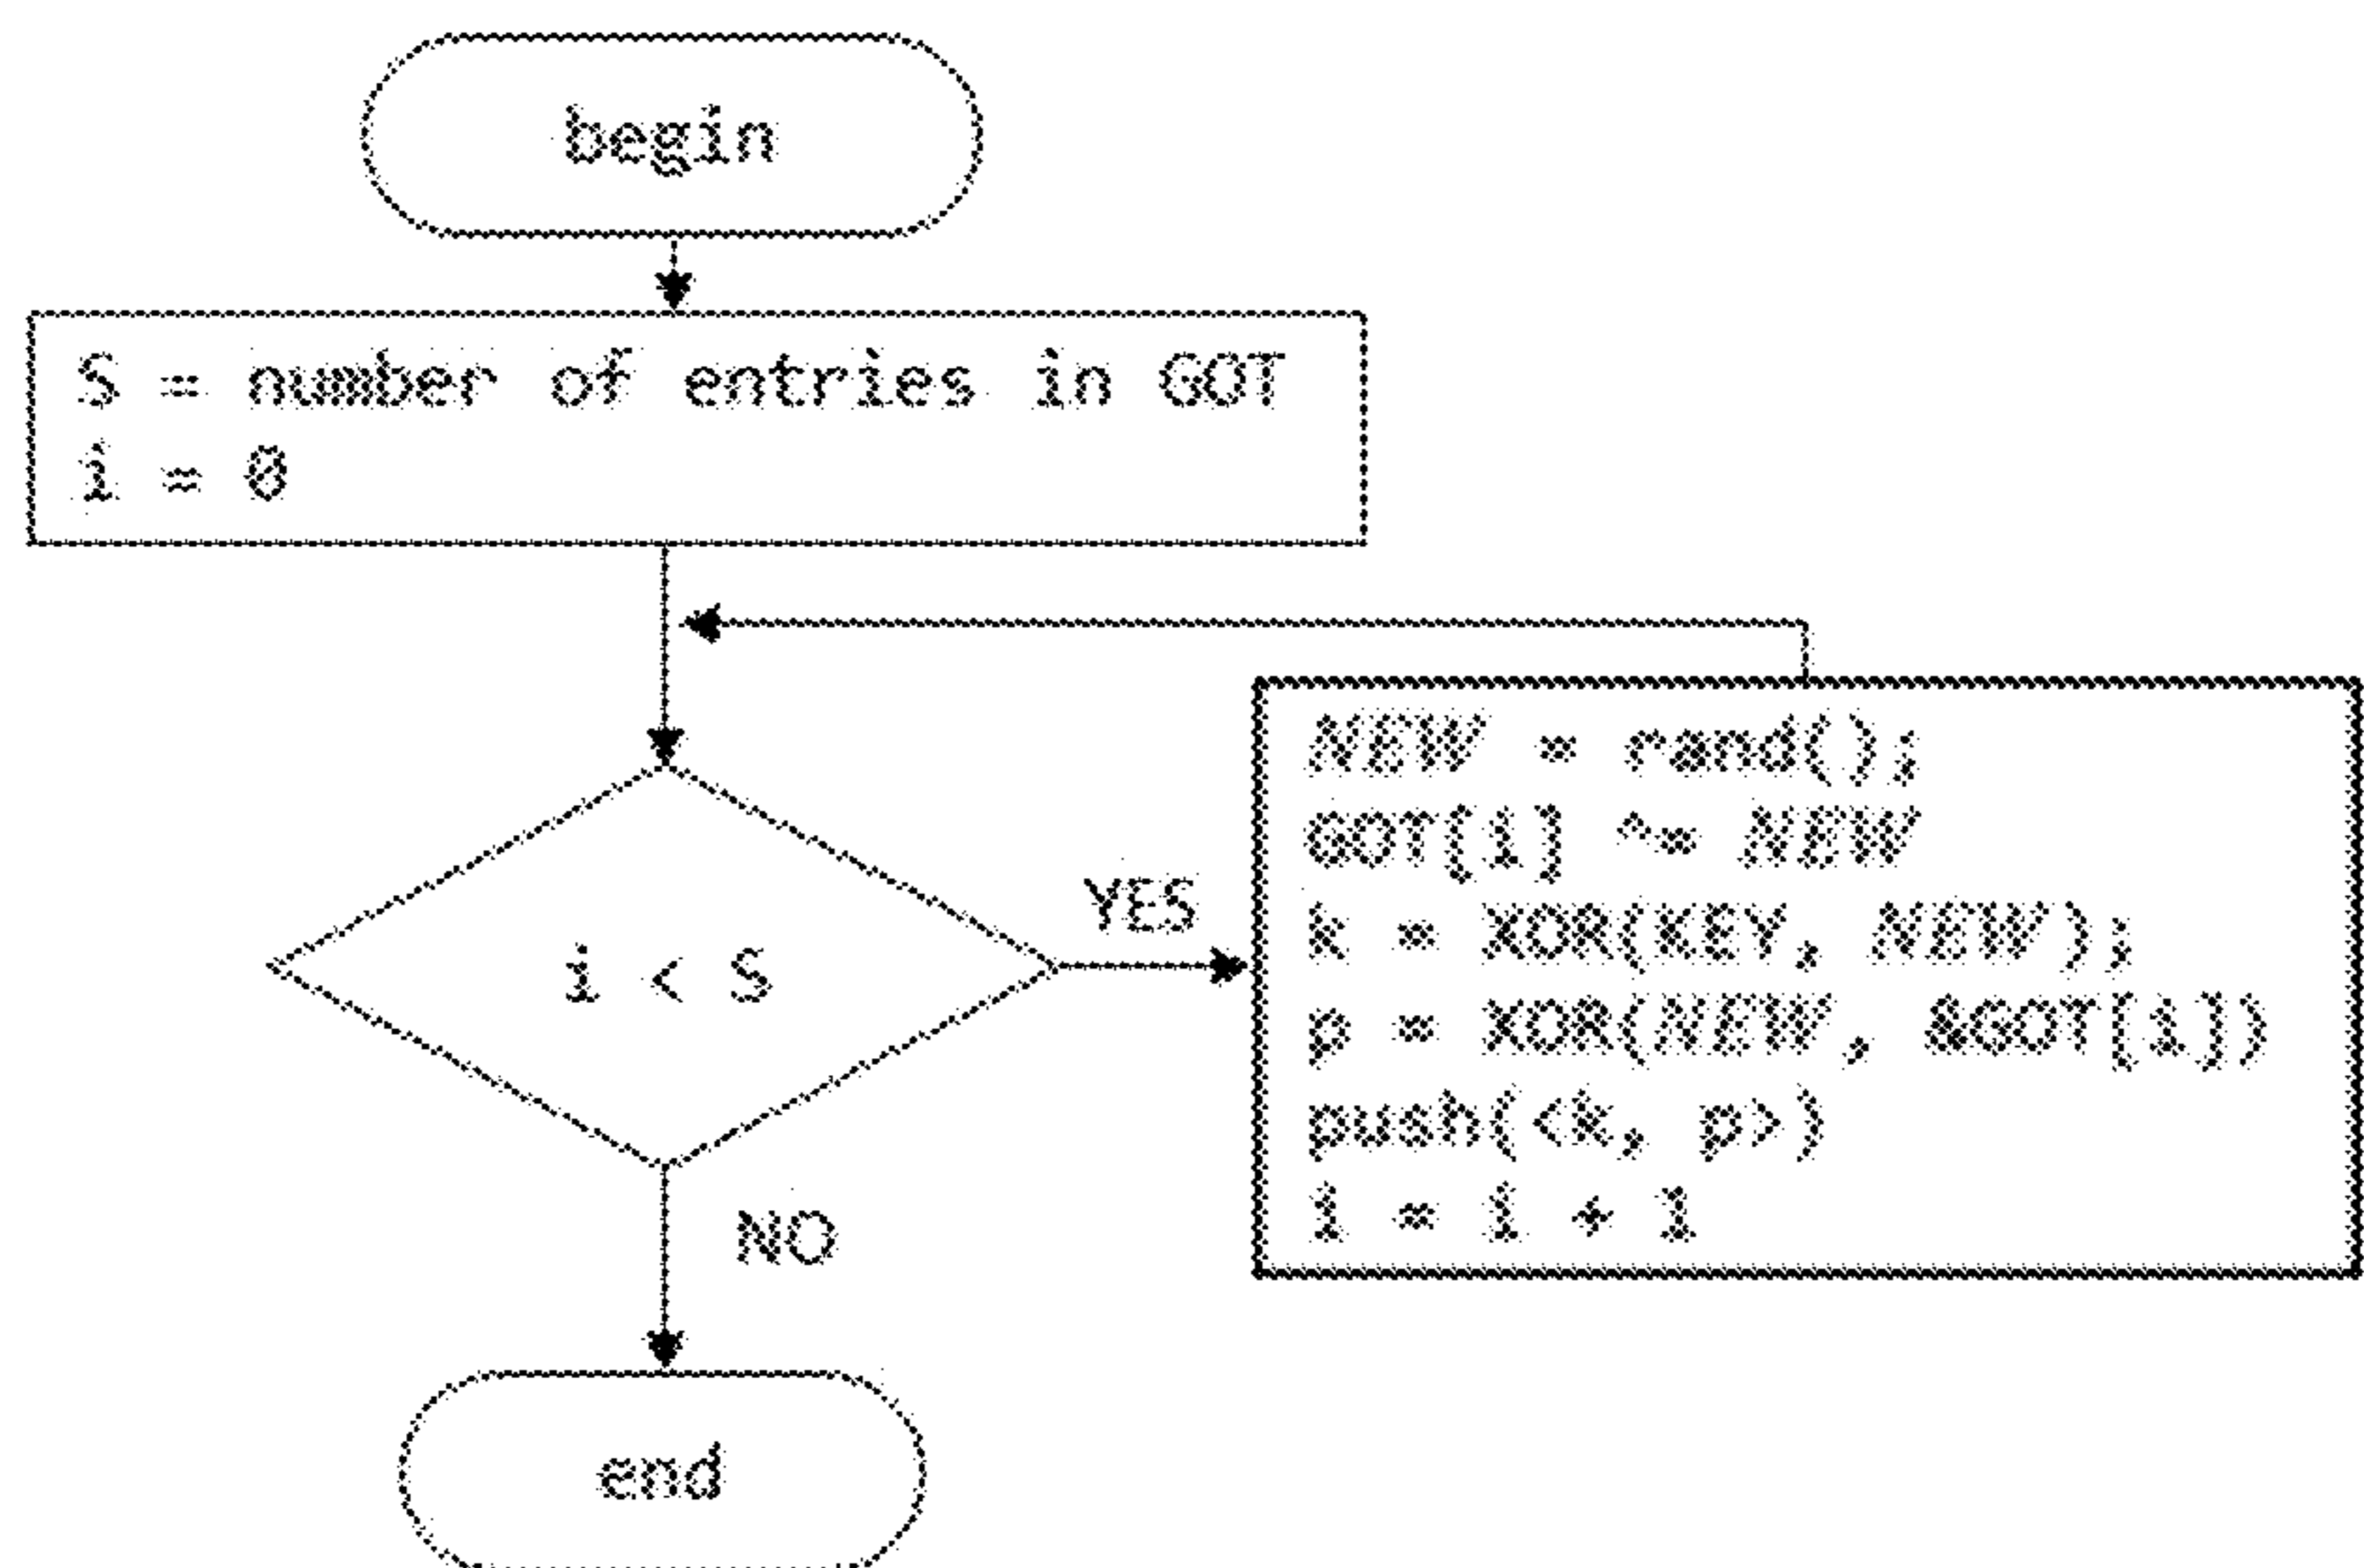 begin
S = number of entries in GOT
i = 0
i < S
YES
NEW = rand();
GOT[i] ^= NEW
k = XOR(KEY, NEW);
p = XOR(NEW, &GOT[i])
push(<k, p>)
i = i + 1
NO
end